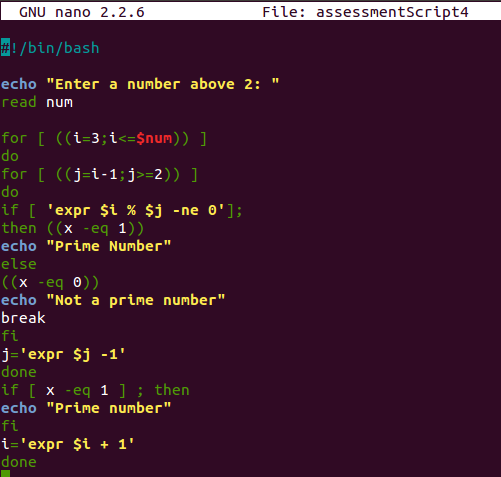 GNU nano 2.2.6 File: assessmentScript4
#!/bin/bash
echo "Enter a number above 2: "
read num
for [ ((i=3;i<=$num)) ]
do
for [ ((j=i-1;j>=2)) ]
do
if [ 'expr $i % $j -ne 0'];
then ((x -eq 1))
echo "Prime Number"
else
((x -eq 0))
echo "Not a prime number"
break
fi
j='expr $j -1'
done
if [ x -eq 1 ] ; then
echo "Prime number"
fi
i='expr $i + 1'
done